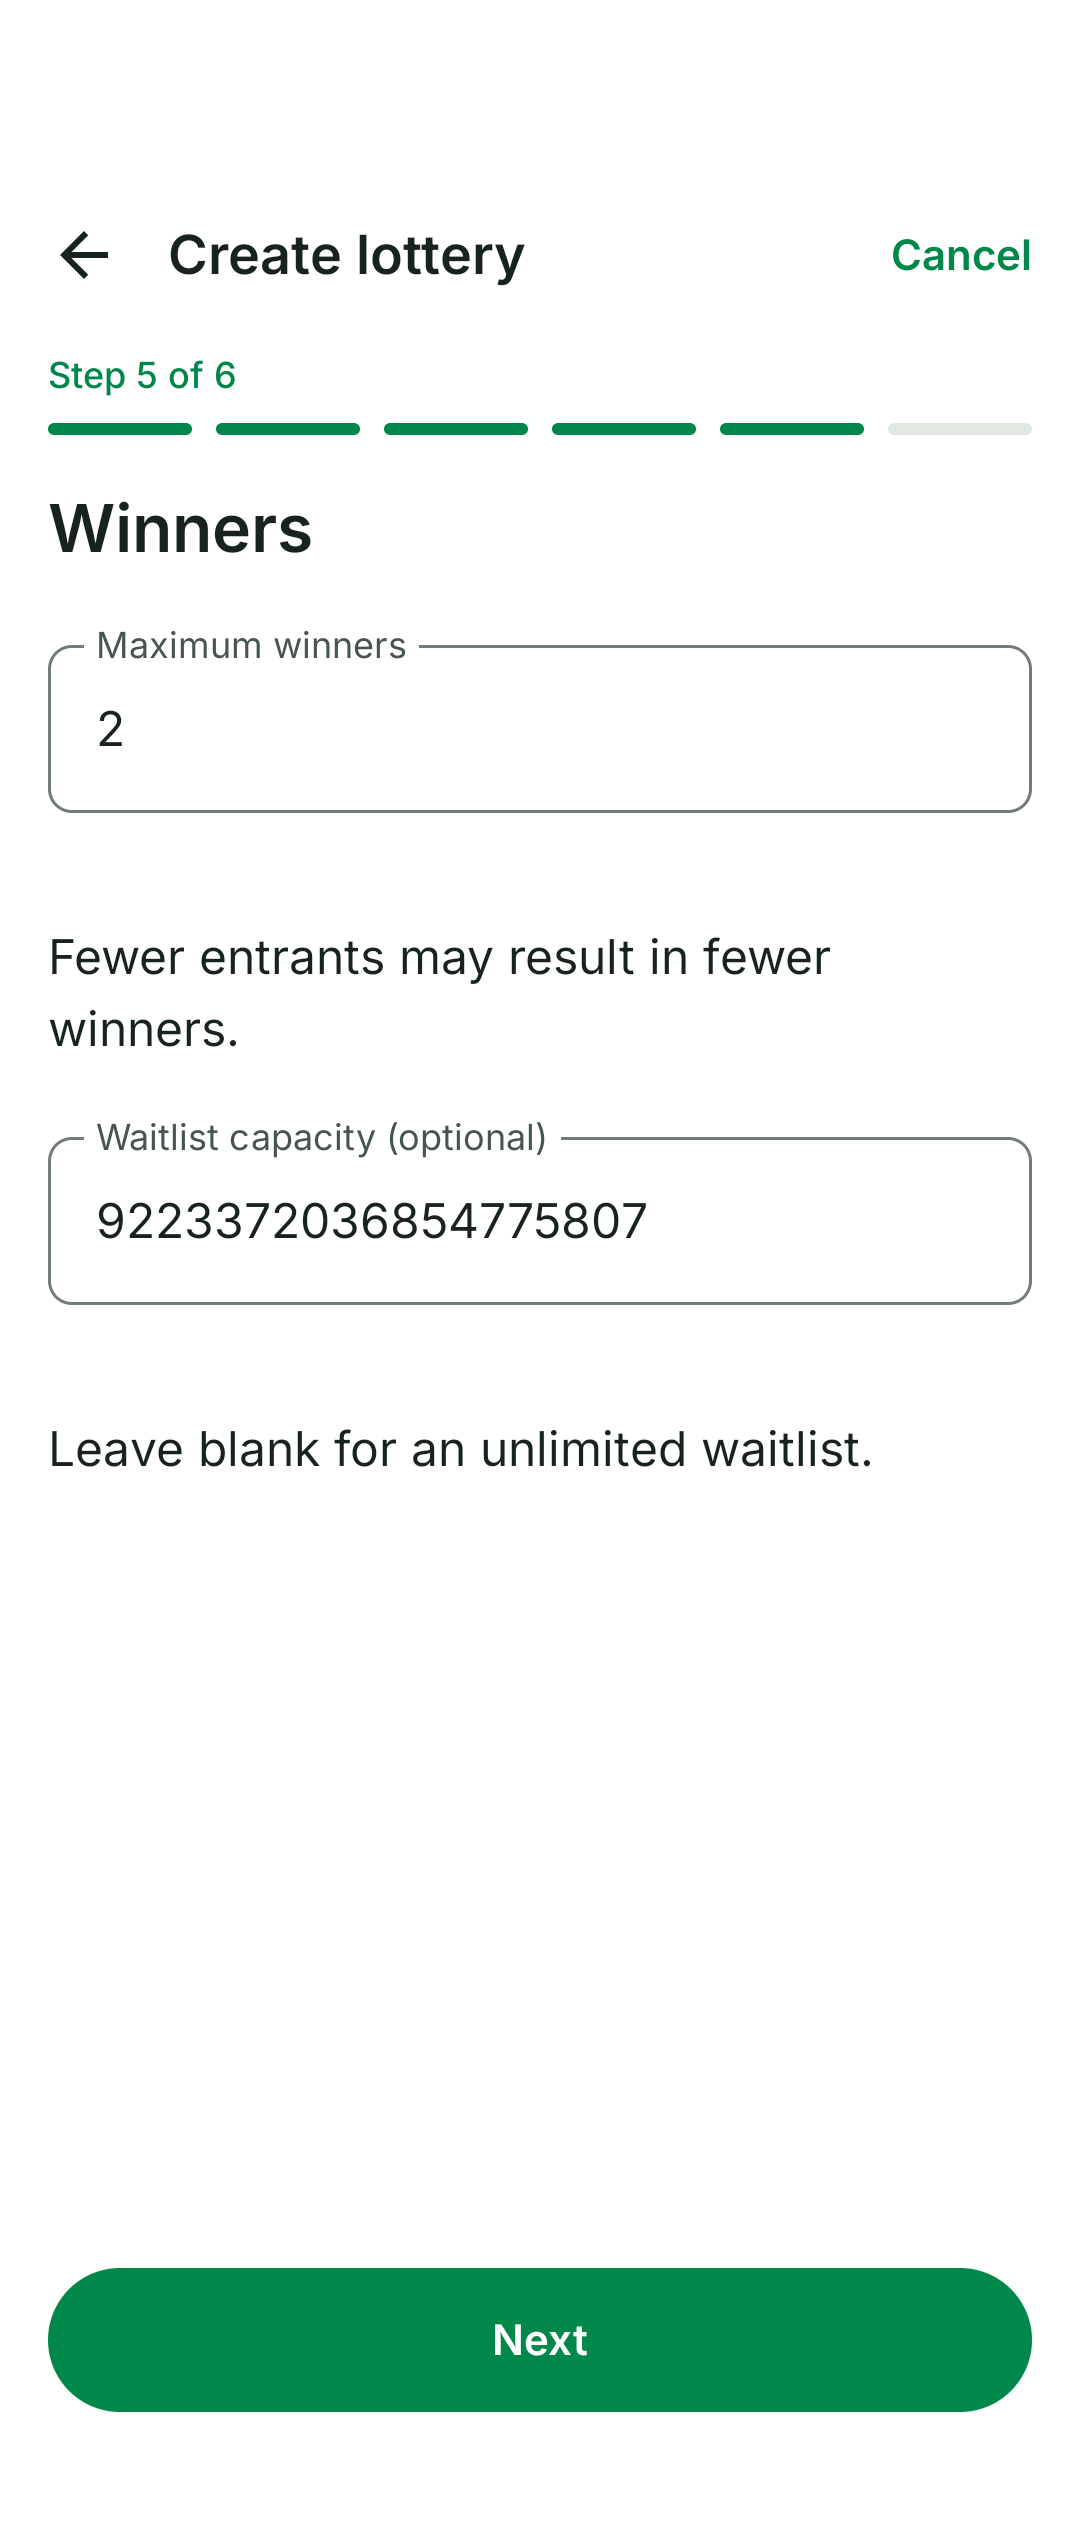 Create lottery
Cancel
Step 5 of 6
Winners
Maximum winners
2
Fewer entrants may result in fewer
winners.
Waitlist capacity (optional)
9223372036854775807
Leave blank for an unlimited waitlist.
Next